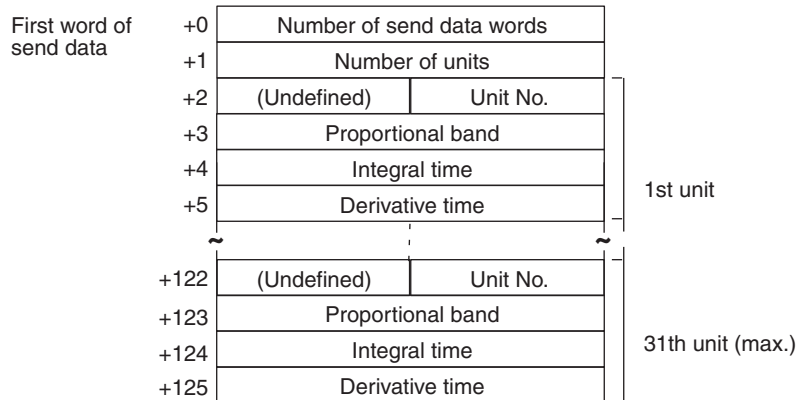 First word of
send data
+0 Number of send data words
+1 Number of units
+2 (Undefined) Unit No.
+3 Proportional band
+4 Integral time
+5 Derivative time
1st unit
~ ~
+122 (Undefined) Unit No.
+123 Proportional band
+124 Integral time
+125 Derivative time
31th unit (max.)